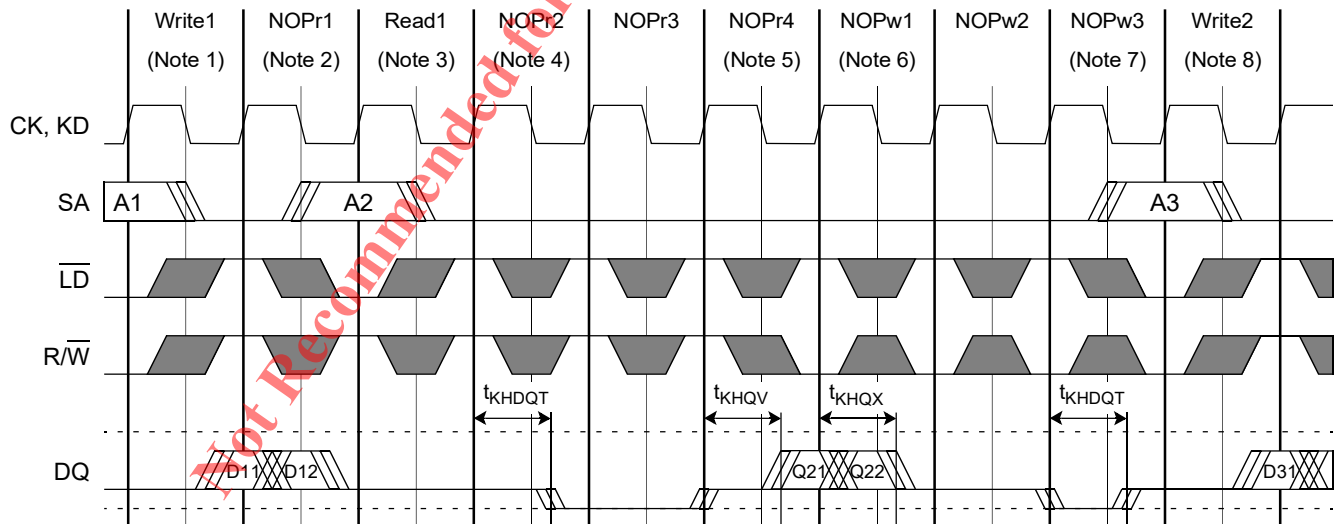 Write1 NOPr1 Read1 NOPr2 NOPr3 NOPr4 NOPw1 NOPw2 NOPw3 Write2
(Note 1) (Note 2) (Note 3) (Note 4) (Note 5) (Note 6) (Note 7) (Note 8)
CK, KD
SA A1 A2 A3
LD
R/W
tKHDQT tKHQV tKHQX tKHDQT
DQ D11 D12 Q21 Q22 D31
Not Recommended for